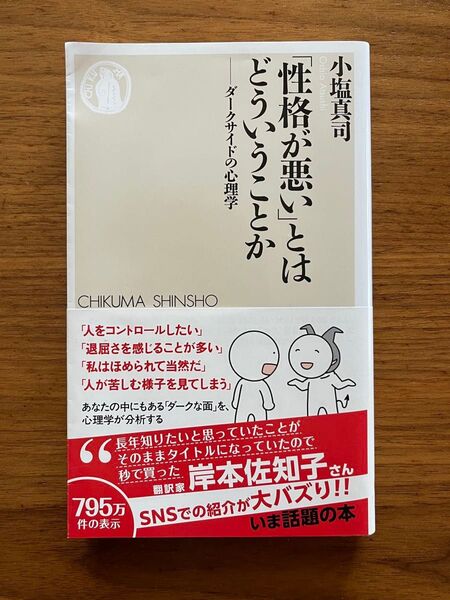 小塩真司
「性格が悪い」とは
どういうことか
──ダークサイドの心理学
CHIKUMA SHINSHO
「人をコントロールしたい」
「退屈さを感じることが多い」
「私はほめられて当然だ」
「人が苦しむ様子を見てしまう」
あなたの中にもある「ダークな面」を、
心理学が分析する
“長年知りたいと思っていたことが
そのままタイトルになっていたので
秒で買った
翻訳家 岸本佐知子さん
795万
件の表示
SNSでの紹介が大バズり!!
いま話題の本